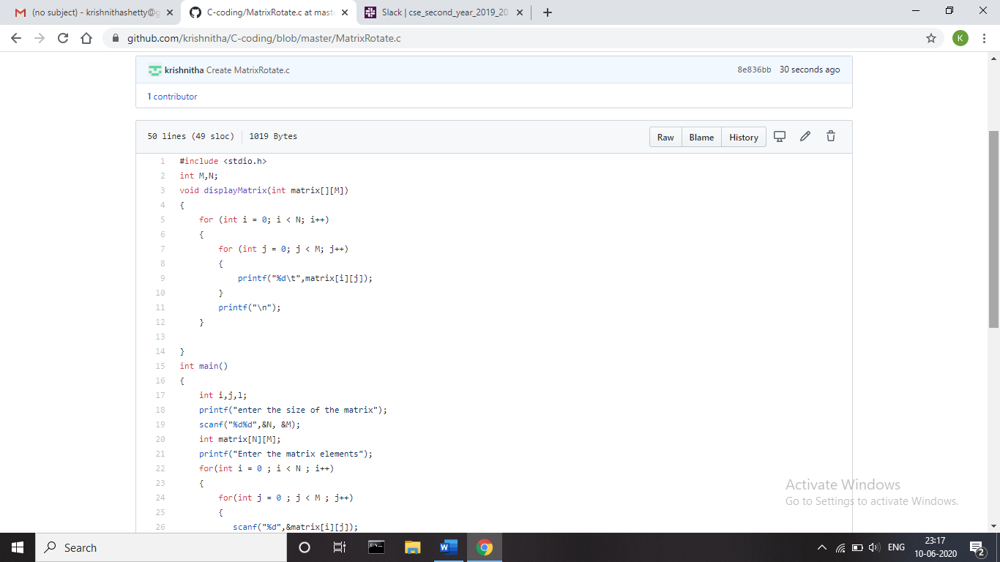 (no subject) - krishnithashetty@g
C-coding/MatrixRotate.c at mast
Slack | cse_second_year_2019_20
github.com/krishnitha/C-coding/blob/master/MatrixRotate.c
K
krishnitha Create MatrixRotate.c
8e836bb 30 seconds ago
1 contributor
50 lines (49 sloc) 1019 Bytes
Raw Blame History
1 #include <stdio.h>
2 int M,N;
3 void displayMatrix(int matrix[][M])
4 {
5 for (int i = 0; i < N; i++)
6 {
7 for (int j = 0; j < M; j++)
8 {
9 printf("%d\t",matrix[i][j]);
10 }
11 printf("\n");
12 }
13
14 }
15 int main()
16 {
17 int i,j,l;
18 printf("enter the size of the matrix");
19 scanf("%d%d",&N, &M);
20 int matrix[N][M];
21 printf("Enter the matrix elements");
22 for(int i = 0 ; i < N ; i++)
23 {
24 for(int j = 0 ; j < M ; j++)
25 {
26 scanf("%d",&matrix[i][j]);
Activate Windows
Go to Settings to activate Windows.
Search
ENG
23:17
10-06-2020
2